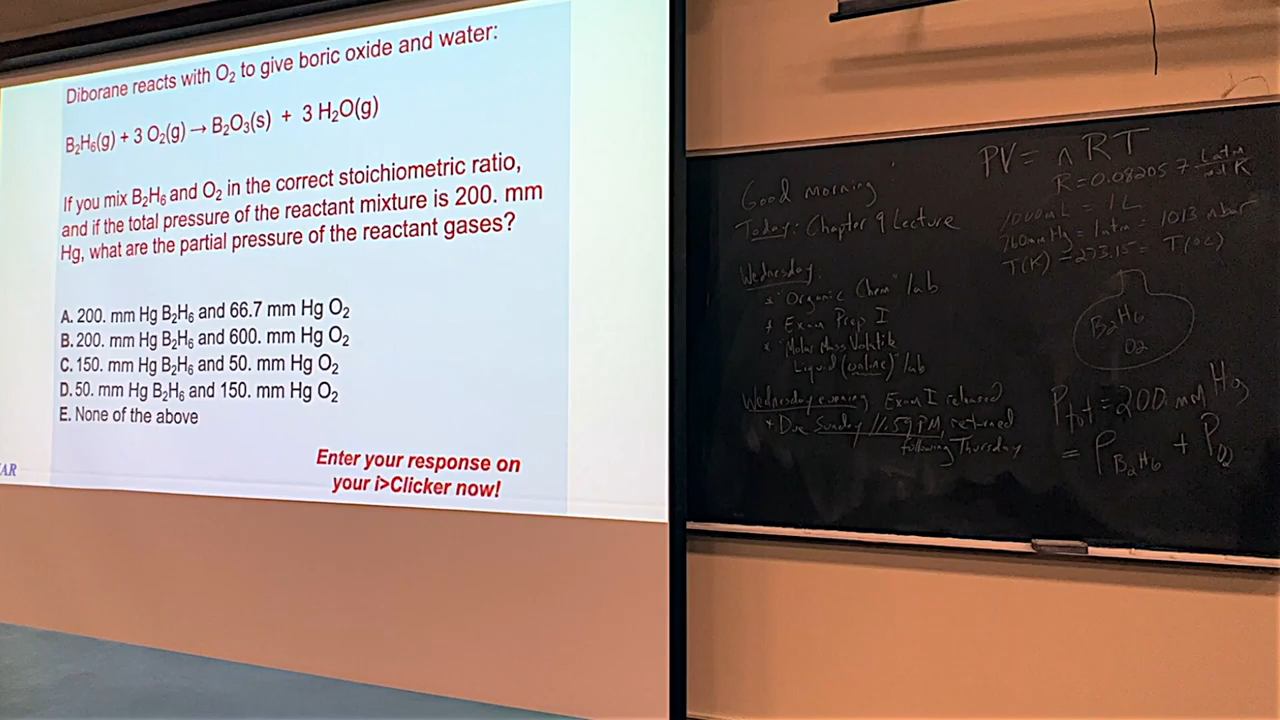 Diborane reacts with O₂ to give boric oxide and water:
B₂H₆(g) + 3 O₂(g) → B₂O₃(s) + 3 H₂O(g)
If you mix B₂H₆ and O₂ in the correct stoichiometric ratio,
and if the total pressure of the reactant mixture is 200. mm
Hg, what are the partial pressure of the reactant gases?
A. 200. mm Hg B₂H₆ and 66.7 mm Hg O₂
B. 200. mm Hg B₂H₆ and 600. mm Hg O₂
C. 150. mm Hg B₂H₆ and 50. mm Hg O₂
D. 50. mm Hg B₂H₆ and 150. mm Hg O₂
E. None of the above
Enter your response on
your i>Clicker now!
AR
Good morning
Today: Chapter 9 Lecture
Wednesday:
* "Organic Chem" lab
* Exam Prep I
* "Molar Mass Volatile
Liquid (online)" lab
Wednesday evening Exam I released
* Due Sunday 11:59 PM, returned
following Thursday
PV = nRT
R = 0.082057 L atm / mol K
1000 mL = 1 L
760 mm Hg = 1 atm = 1013 mbar
T(K) = 273.15 = T(°C)
B₂H₆
O₂
Ptot = 200. mm Hg
= P B₂H₆ + P O₂